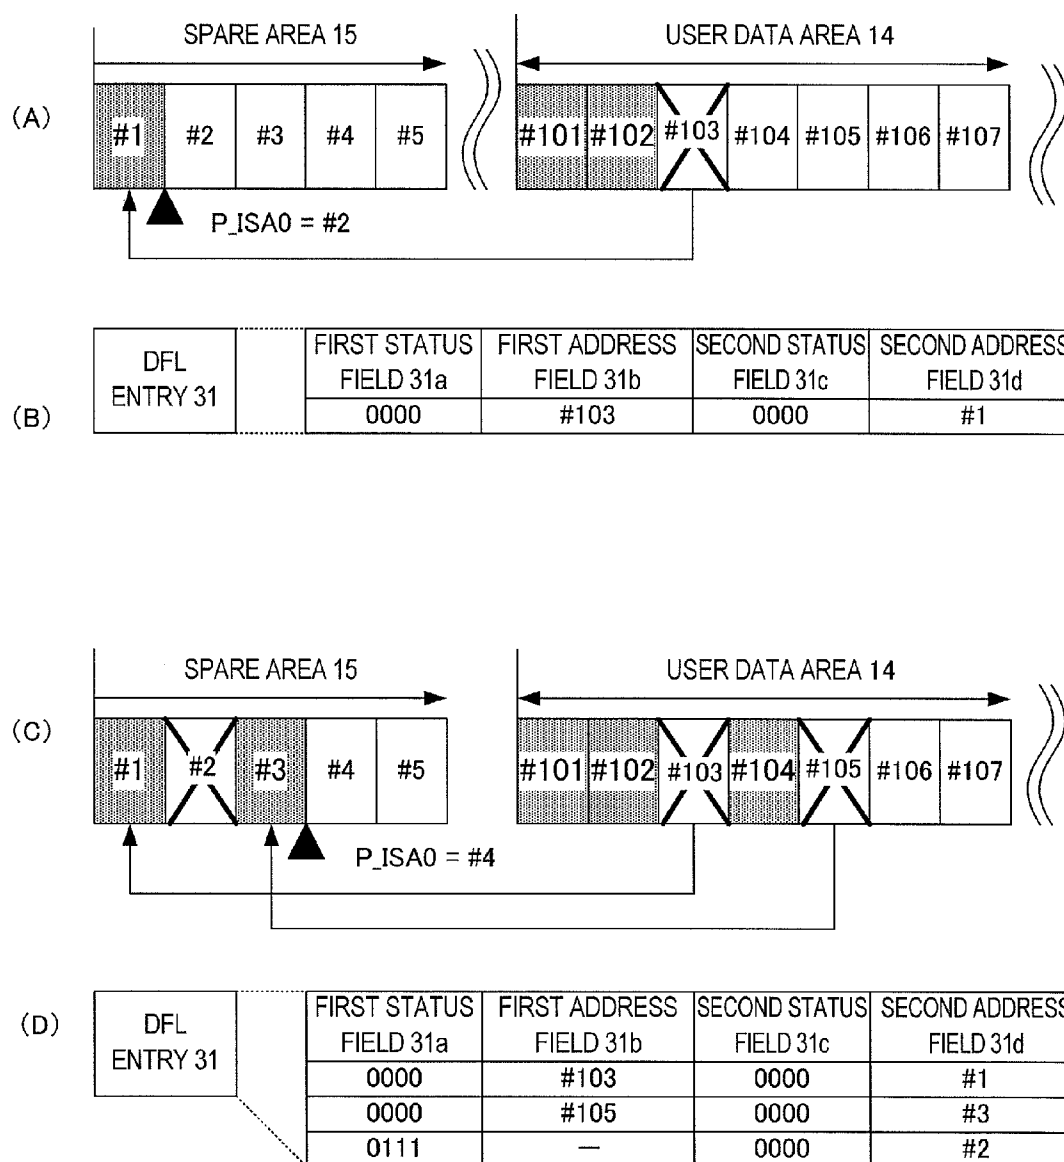 SPARE AREA 15
USER DATA AREA 14
(A)
#1 #2 #3 #4 #5
#101 #102 #103 #104 #105 #106 #107
P_ISA0 = #2
(B)
DFL ENTRY 31
FIRST STATUS FIELD 31a
FIRST ADDRESS FIELD 31b
SECOND STATUS FIELD 31c
SECOND ADDRESS FIELD 31d
0000 #103 0000 #1
SPARE AREA 15
USER DATA AREA 14
(C)
#1 #2 #3 #4 #5
#101 #102 #103 #104 #105 #106 #107
P_ISA0 = #4
(D)
DFL ENTRY 31
FIRST STATUS FIELD 31a
FIRST ADDRESS FIELD 31b
SECOND STATUS FIELD 31c
SECOND ADDRESS FIELD 31d
0000 #103 0000 #1
0000 #105 0000 #3
0111 — 0000 #2